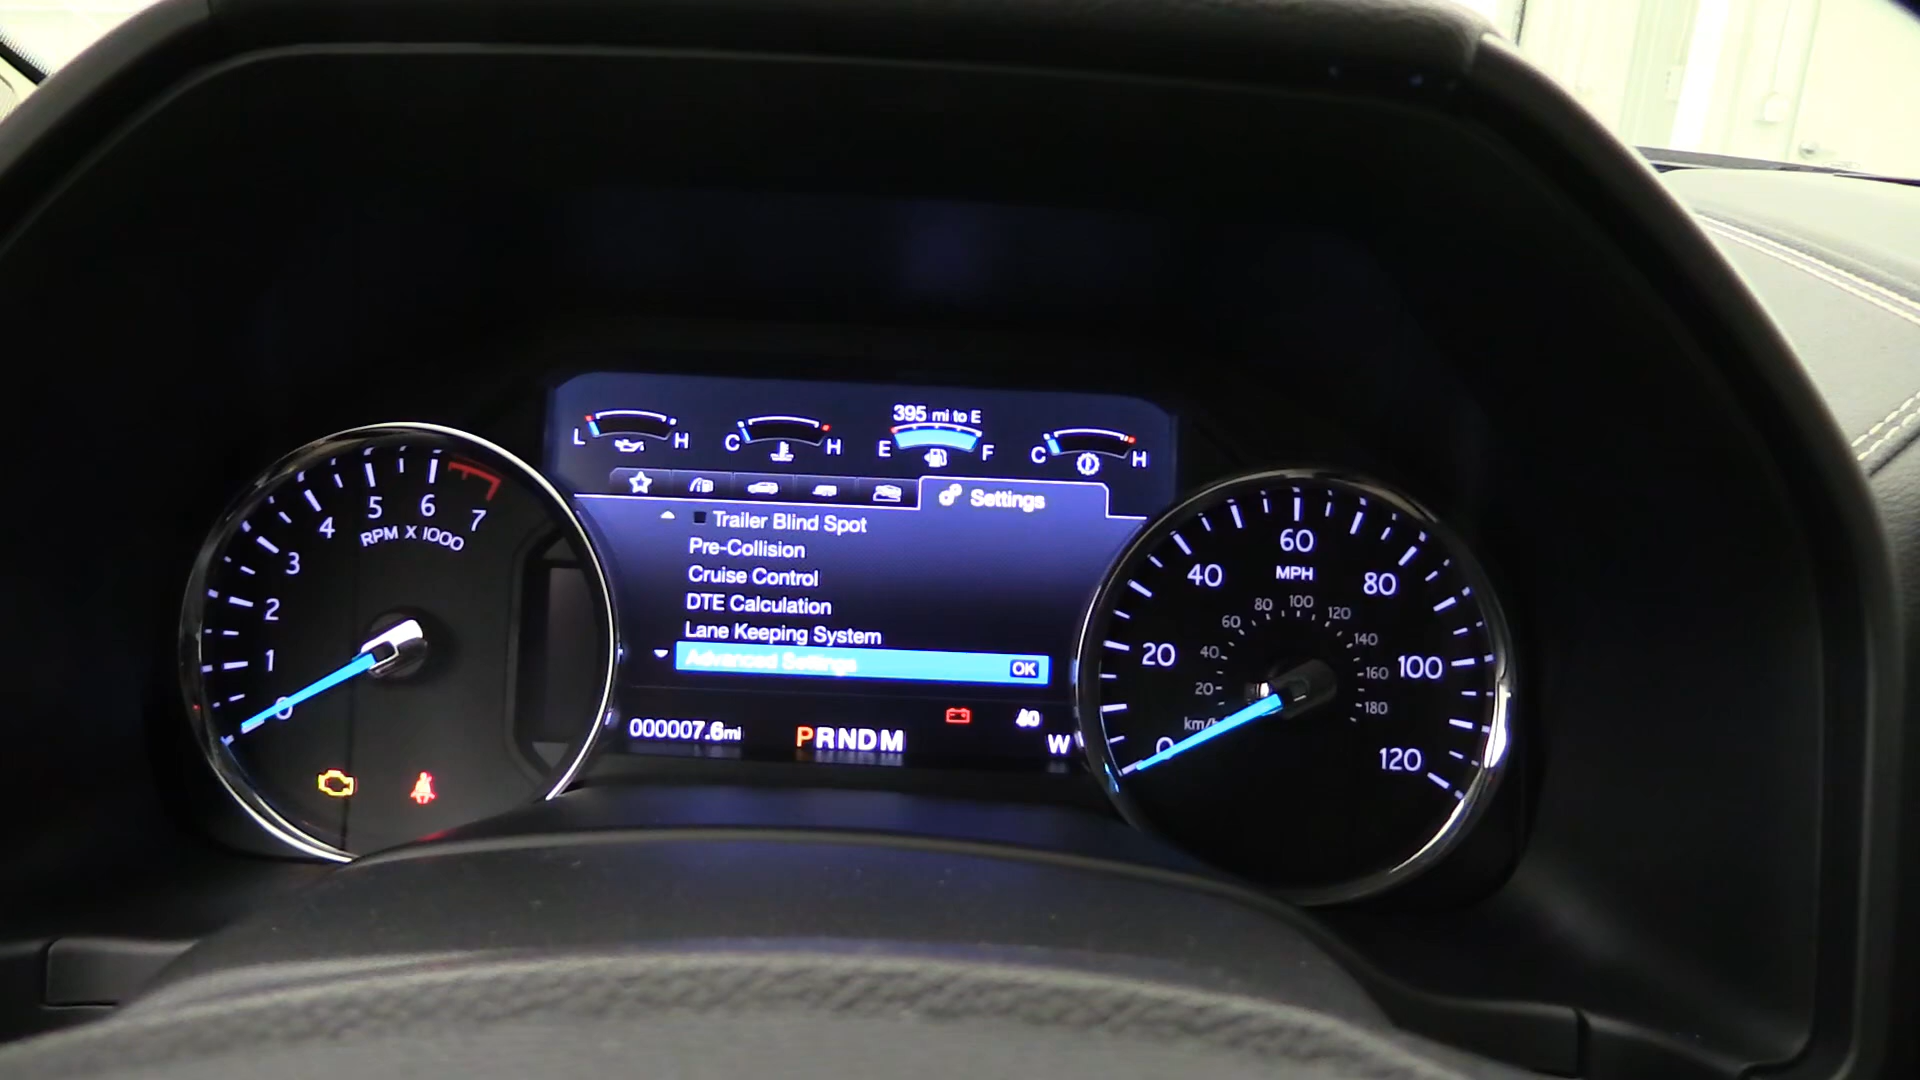 395 mi to E
L H C H E F C H
Settings
Trailer Blind Spot
Pre-Collision
Cruise Control
DTE Calculation
Lane Keeping System
Advanced Settings OK
000007.6mi
PRNDM
W
0 1 2 3 4 5 6 7
RPM X 1000
0 20 40 60 80 100 120
MPH
20 40 60 80 100 120 140 160 180
km/h